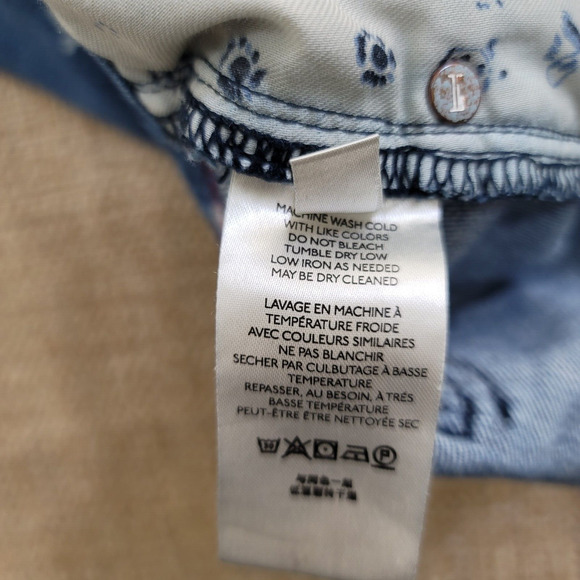 1
MACHINE WASH COLD
WITH LIKE COLORS
DO NOT BLEACH
TUMBLE DRY LOW
LOW IRON AS NEEDED
MAY BE DRY CLEANED
LAVAGE EN MACHINE À
TEMPÉRATURE FROIDE
AVEC COULEURS SIMILAIRES
NE PAS BLANCHIR
SECHER PAR CULBUTAGE À BASSE
TEMPERATURE
REPASSER, AU BESOIN, À TRÈS
BASSE TEMPÉRATURE
PEUT-ÊTRE ÊTRE NETTOYÉE SEC
P